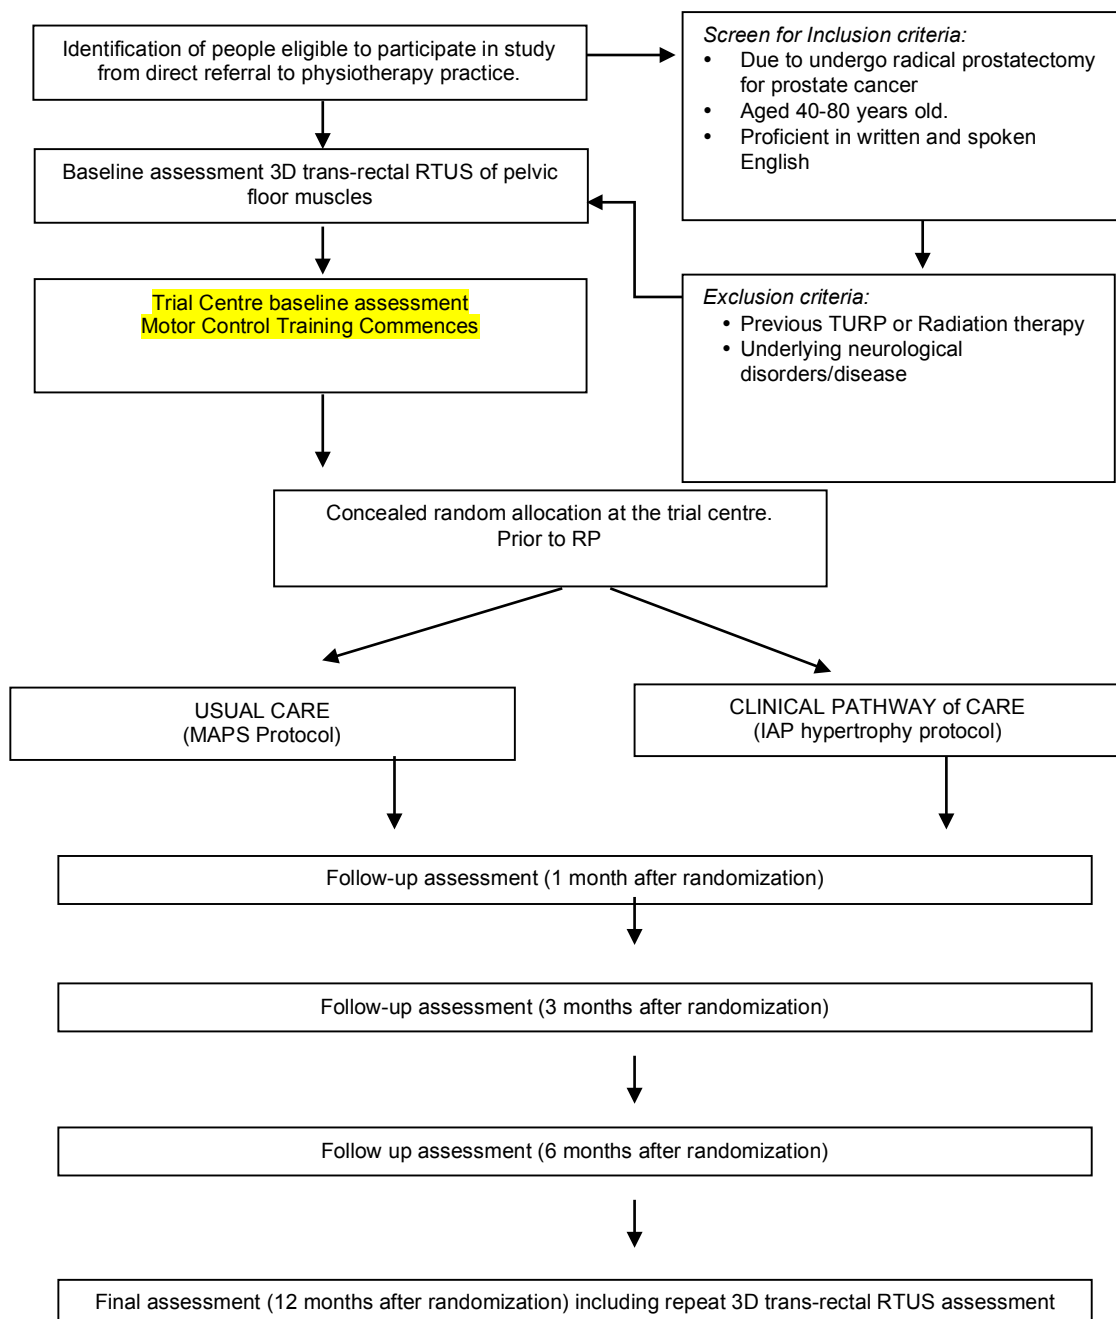 Identification of people eligible to participate in study
from direct referral to physiotherapy practice.
Screen for Inclusion criteria:
• Due to undergo radical prostatectomy
for prostate cancer
• Aged 40-80 years old.
• Proficient in written and spoken
English
Baseline assessment 3D trans-rectal RTUS of pelvic
floor muscles
Exclusion criteria:
• Previous TURP or Radiation therapy
• Underlying neurological
disorders/disease
Trial Centre baseline assessment
Motor Control Training Commences
Concealed random allocation at the trial centre.
Prior to RP
USUAL CARE
(MAPS Protocol)
CLINICAL PATHWAY of CARE
(IAP hypertrophy protocol)
Follow-up assessment (1 month after randomization)
Follow-up assessment (3 months after randomization)
Follow up assessment (6 months after randomization)
Final assessment (12 months after randomization) including repeat 3D trans-rectal RTUS assessment